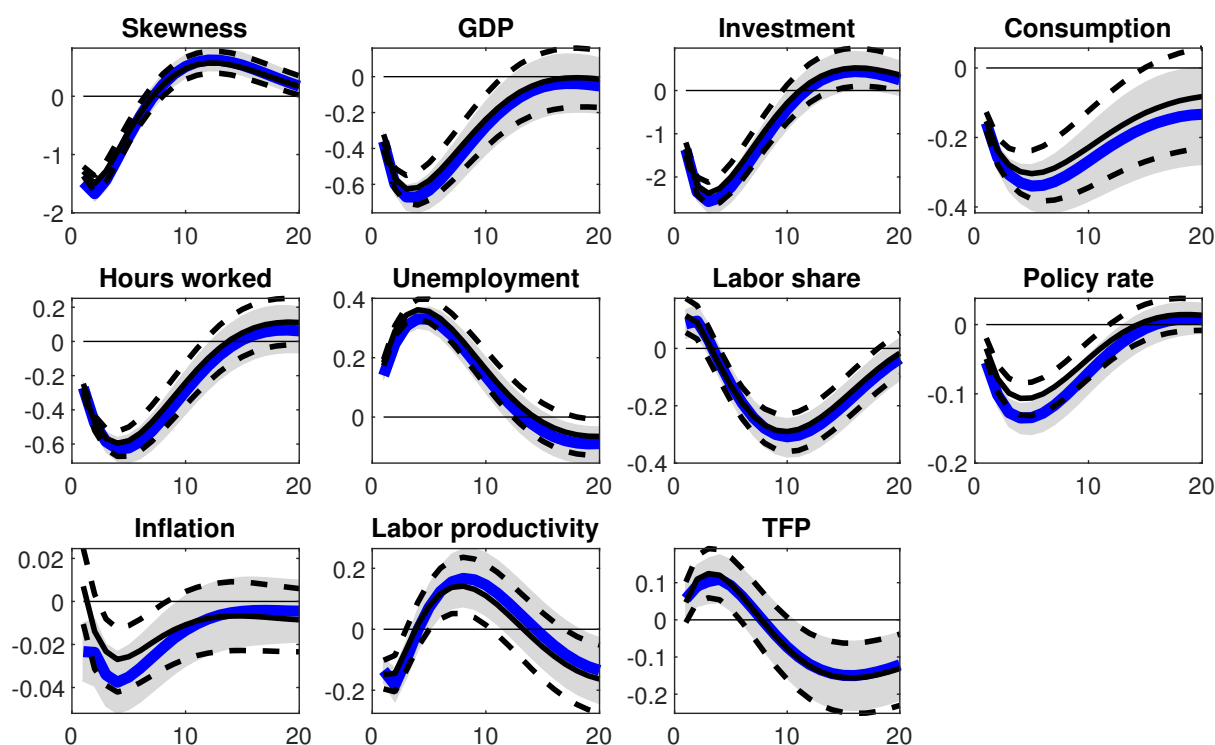 Skewness GDP Investment Consumption
0 0 0 0
-1 -0.2 -1 -0.2
-2 -0.4 -2 -0.4
-0.6
0 10 20 0 10 20 0 10 20 0 10 20
Hours worked Unemployment Labor share Policy rate
0.2 0.4 0 0
0 0.2 -0.2 -0.1
-0.2 0 -0.4 -0.2
-0.4
-0.6
0 10 20 0 10 20 0 10 20 0 10 20
Inflation Labor productivity TFP
0.02 0.2 0.1
0 0 0
-0.02 -0.2 -0.1
-0.04 -0.2
0 10 20 0 10 20 0 10 20